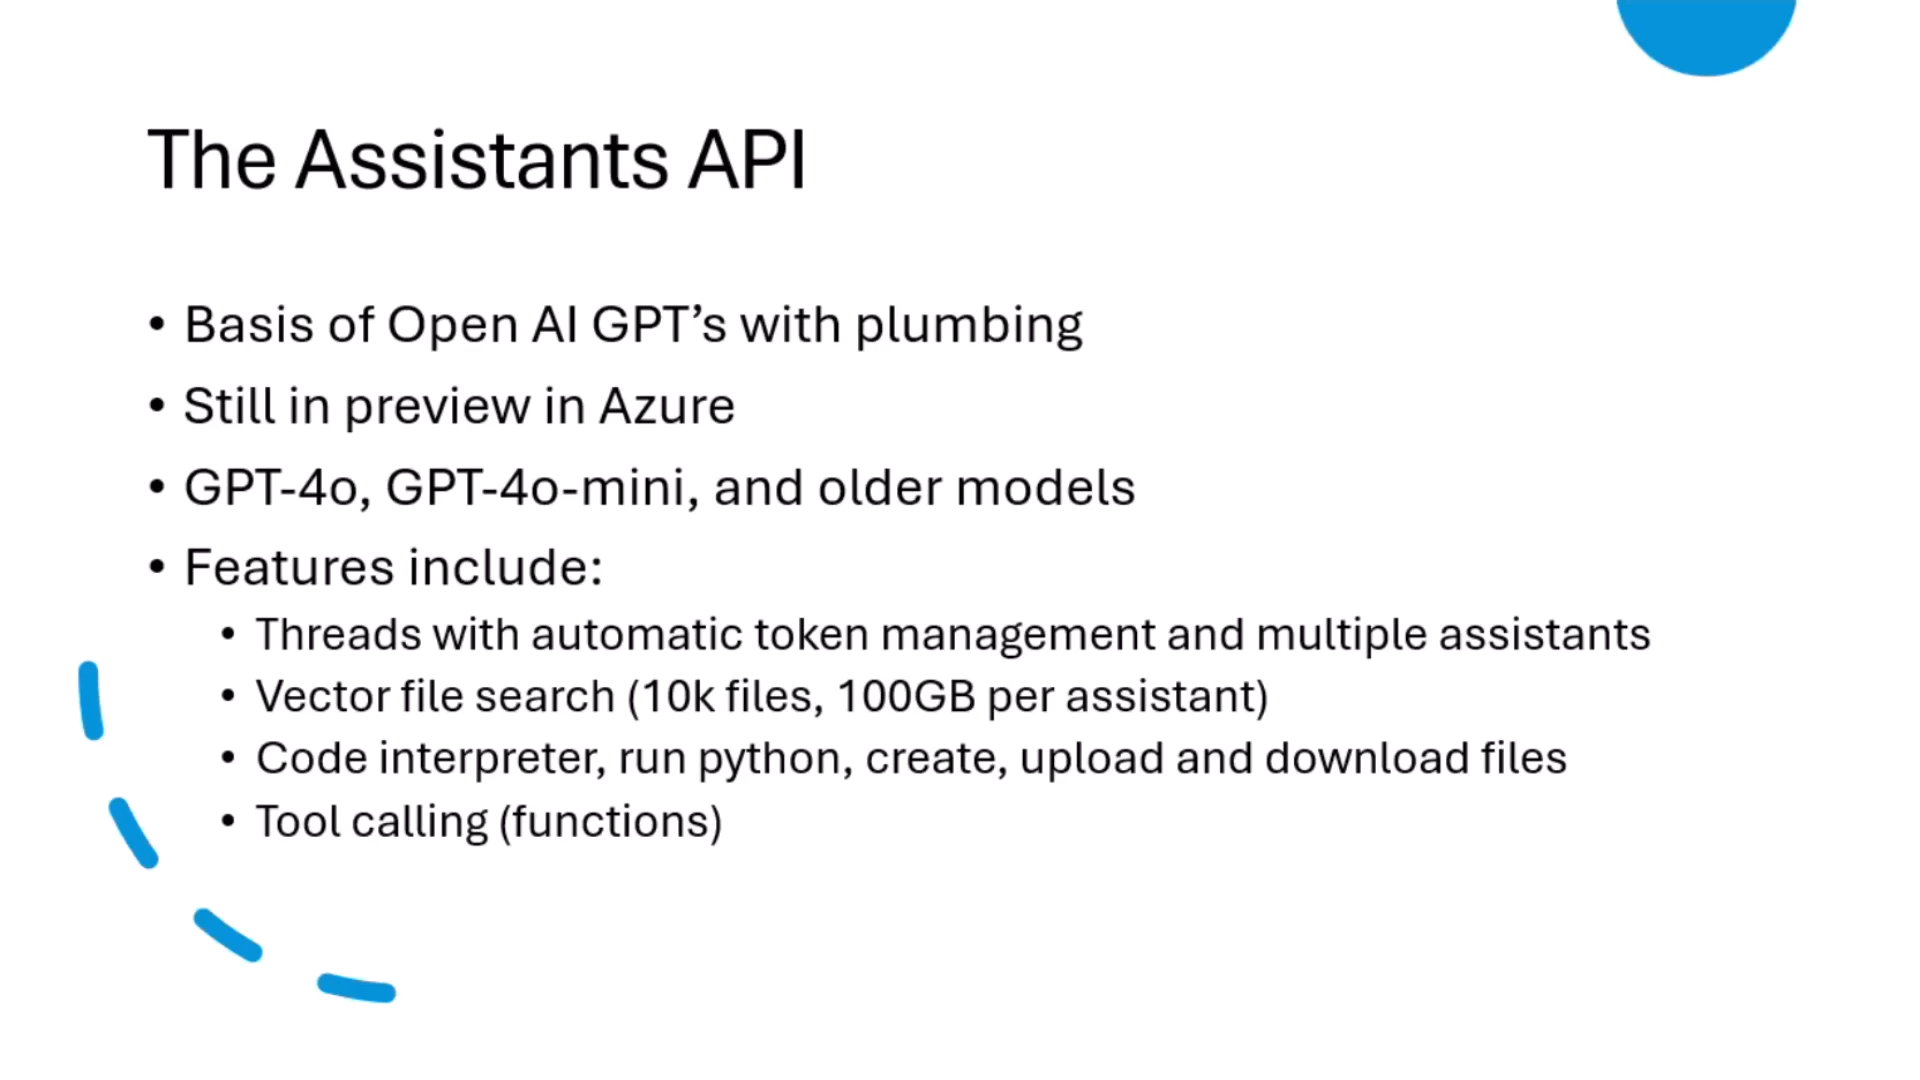 The Assistants API
• Basis of Open AI GPT’s with plumbing
• Still in preview in Azure
• GPT-4o, GPT-4o-mini, and older models
• Features include:
• Threads with automatic token management and multiple assistants
• Vector file search (10k files, 100GB per assistant)
• Code interpreter, run python, create, upload and download files
• Tool calling (functions)